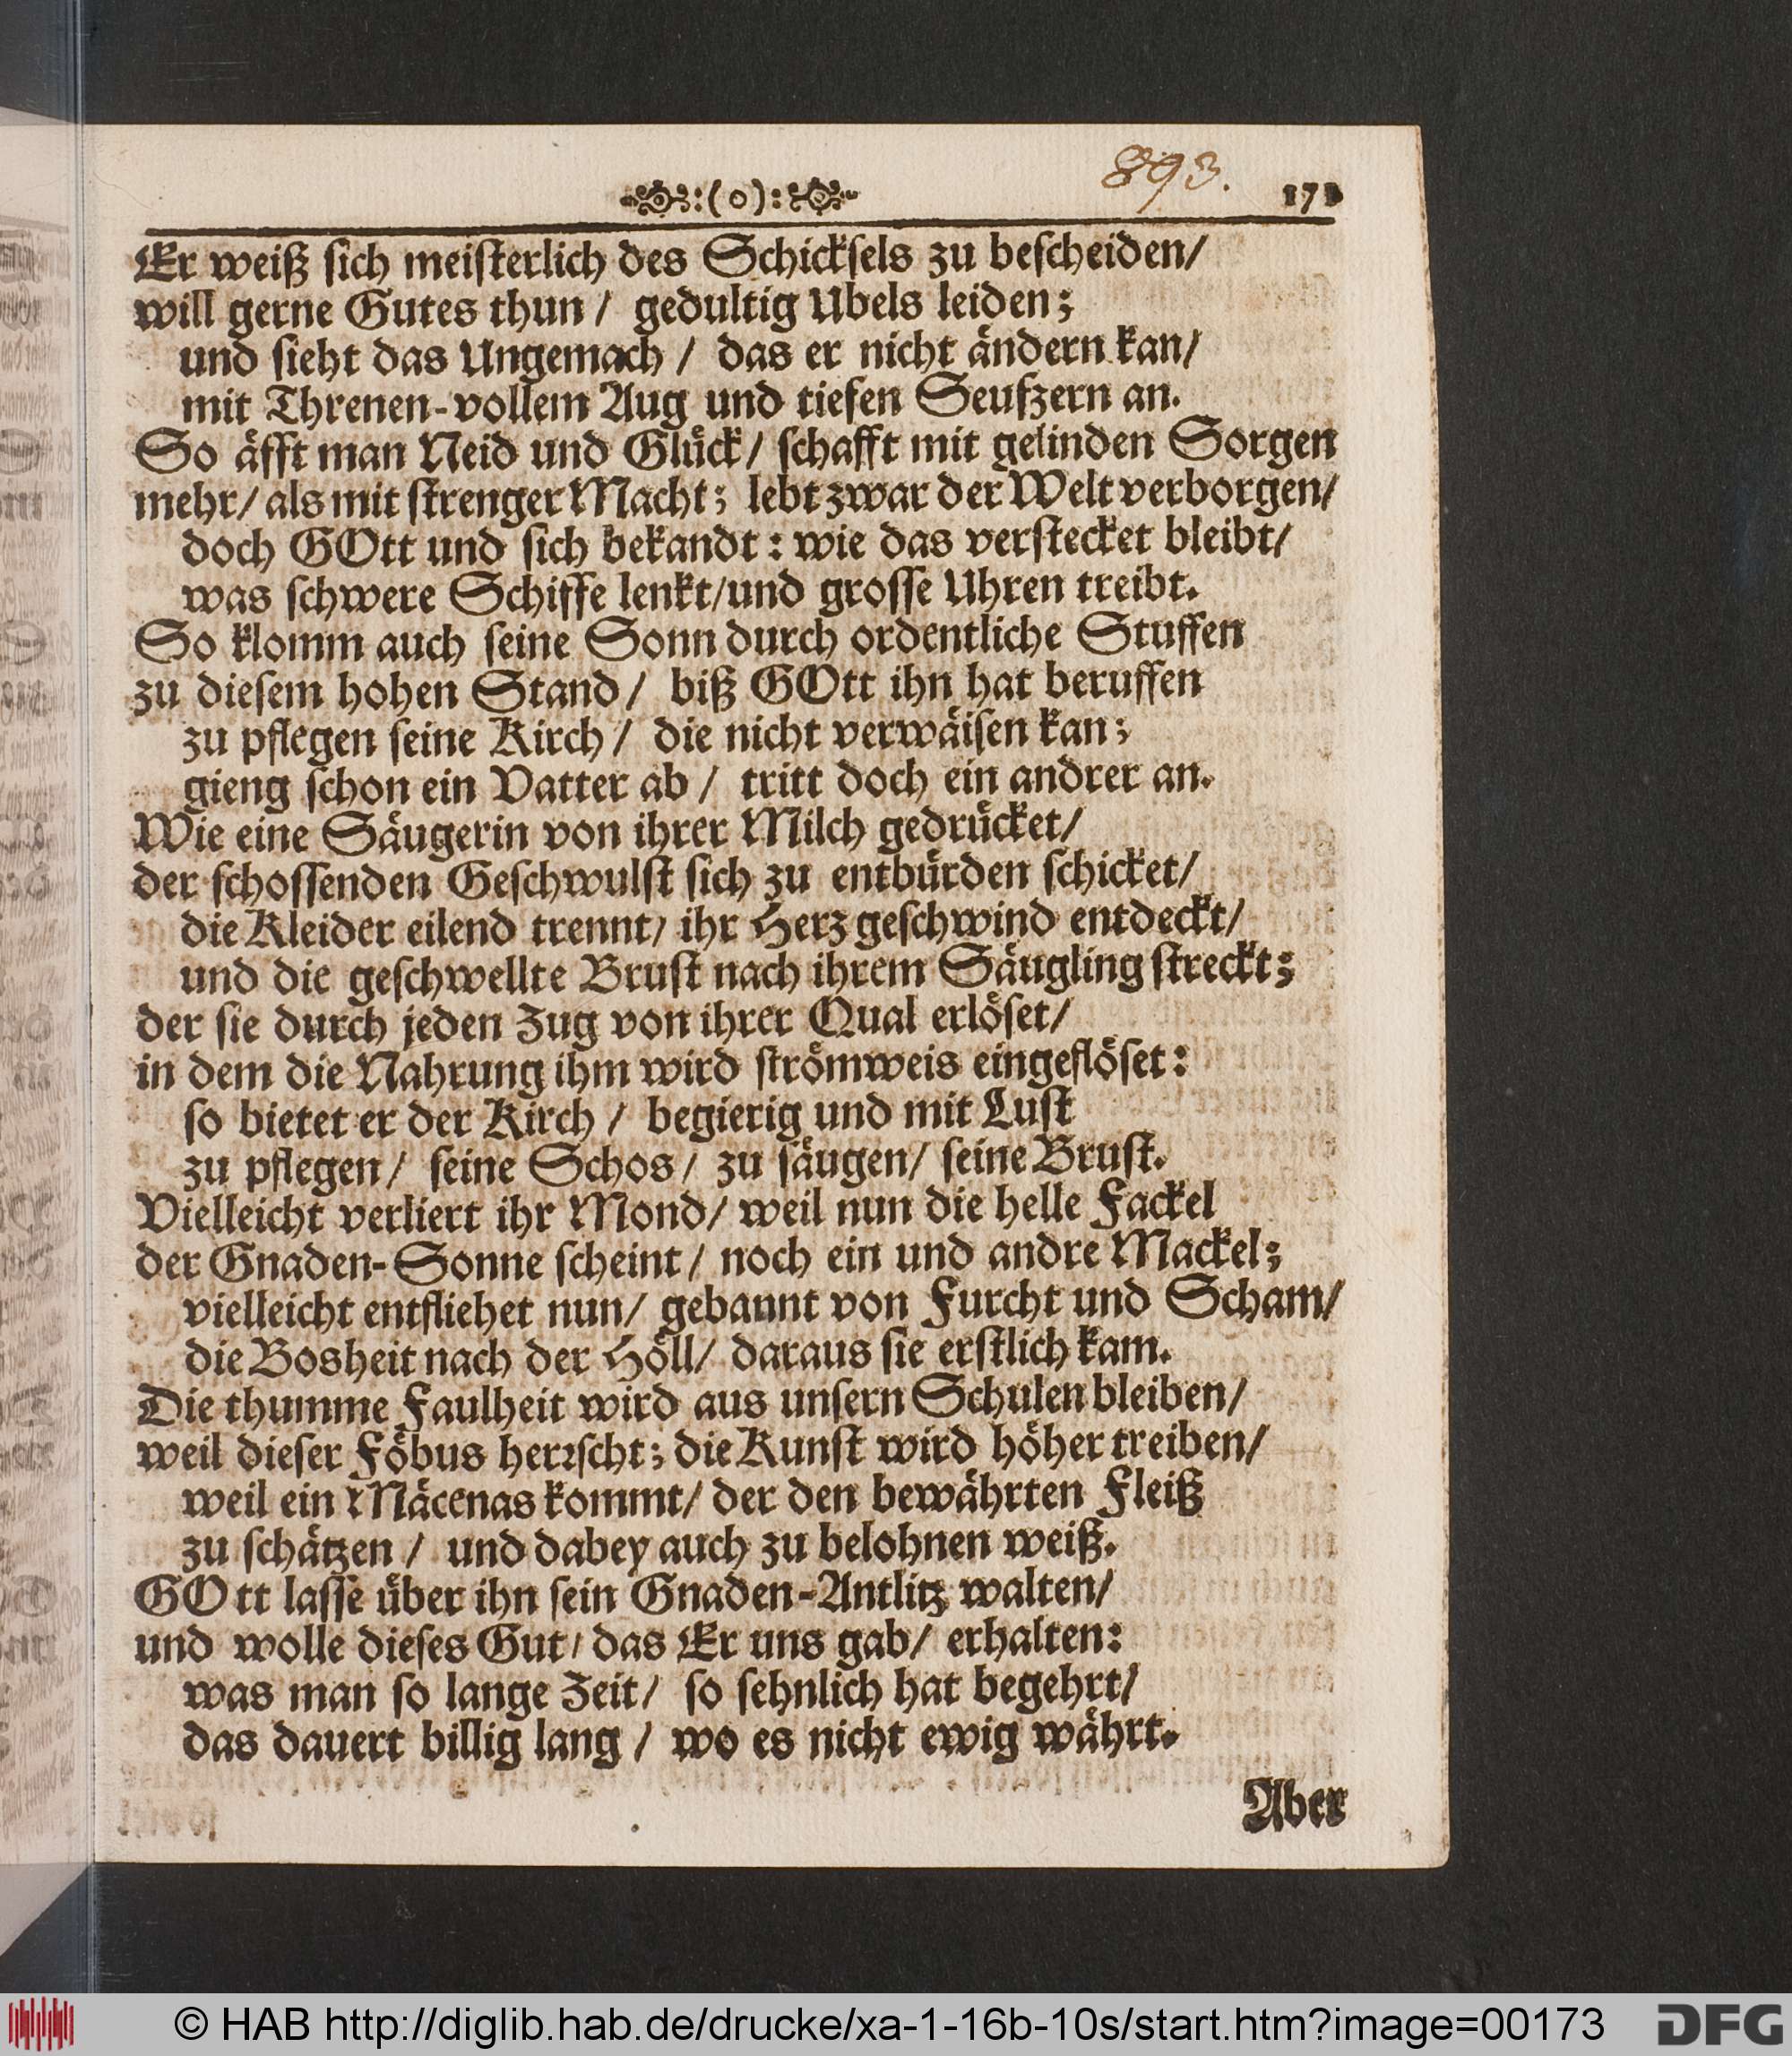 :(o):
893.
171
Er weiß ſich meiſterlich des Schickſels zu beſcheiden/
will gerne Gutes thun / gedultig Ubels leiden;
und ſieht das Ungemach / das er nicht ändern kan/
mit Threnen-vollem Aug und tiefen Seufzern an.
So äfft man Neid und Glück/ ſchafft mit gelinden Sorgen
mehr/ als mit ſtrenger Macht; lebt zwar der Welt verborgen/
doch GOtt und ſich bekandt: wie das verſtecket bleibt/
was ſchwere Schiffe lenkt/und groſſe Uhren treibt.
So klomm auch ſeine Sonn durch ordentliche Stuffen
zu dieſem hohen Stand/ biß GOtt ihn hat beruffen
zu pflegen ſeine Kirch/ die nicht verwäiſen kan;
gieng ſchon ein Vatter ab / tritt doch ein andrer an.
Wie eine Säugerin von ihrer Milch gedrücket/
der ſchoſſenden Geſchwulſt ſich zu entbürden ſchicket/
die Kleider eilend trennt/ ihr Herz geſchwind entdeckt/
und die geſchwellte Bruſt nach ihrem Säugling ſtreckt;
der ſie durch jeden Zug von ihrer Qual erlöſet/
in dem die Nahrung ihm wird ſtrömweis eingeflöſet:
ſo bietet er der Kirch / begierig und mit Luſt
zu pflegen/ ſeine Schos/ zu ſäugen/ ſeine Bruſt.
Vielleicht verliert ihr Mond/ weil nun die helle Fackel
der Gnaden-Sonne ſcheint/ noch ein und andre Mackel;
vielleicht entfliehet nun/ gebannt von Furcht und Scham/
die Bosheit nach der Höll/ daraus ſie erſtlich kam.
Die thumme Faulheit wird aus unſern Schulen bleiben/
weil dieſer Föbus herꝛſcht; die Kunſt wird höher treiben/
weil ein Mäcenas kommt/ der den bewährten Fleiß
zu ſchätzen / und dabey auch zu belohnen weiß.
GOtt laſſe über ihn ſein Gnaden-Antlitz walten/
und wolle dieſes Gut/ das Er uns gab/ erhalten:
was man ſo lange Zeit/ ſo ſehnlich hat begehrt/
das dauert billig lang / wo es nicht ewig währt.
Aber
© HAB http://diglib.hab.de/drucke/xa-1-16b-10s/start.htm?image=00173
DFG